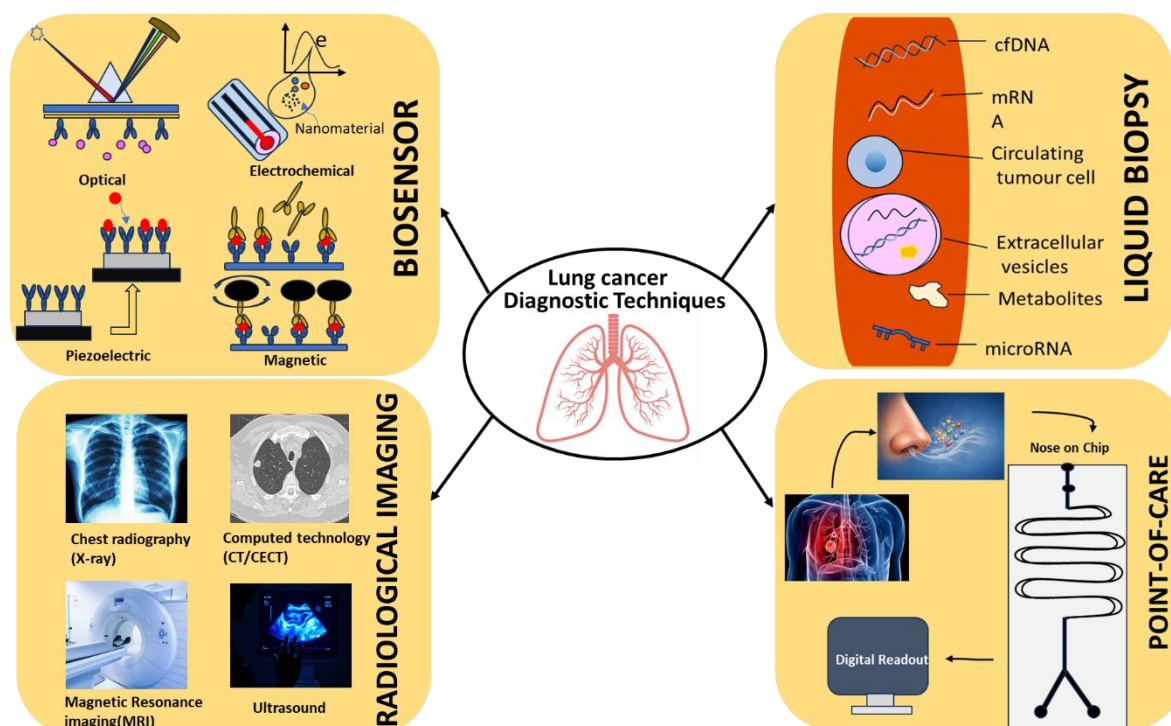 Lung cancer
Diagnostic Techniques
BIOSENSOR
e
Nanomaterial
Optical
Electrochemical
Piezoelectric
Magnetic
LIQUID BIOPSY
cfDNA
mRN
A
Circulating
tumour cell
Extracellular
vesicles
Metabolites
microRNA
RADIOLOGICAL IMAGING
Chest radiography
(X-ray)
Computed technology
(CT/CECT)
Magnetic Resonance
imaging(MRI)
Ultrasound
POINT-OF-CARE
Nose on Chip
Digital Readout